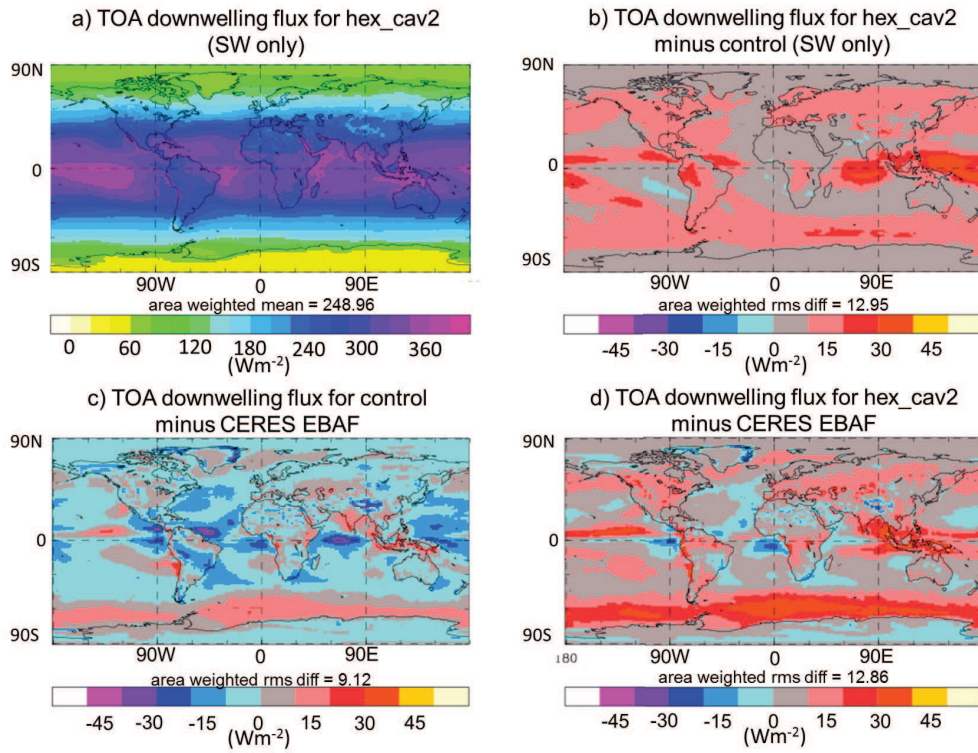 a) TOA downwelling flux for hex_cav2
(SW only)
90N
0
90S
90W
0
90E
area weighted mean = 248.96
0 60 120 180 240 300 360
(Wm-2)
b) TOA downwelling flux for hex_cav2
minus control (SW only)
90N
0
90S
90W
0
90E
area weighted rms diff = 12.95
-45 -30 -15 0 15 30 45
(Wm-2)
c) TOA downwelling flux for control
minus CERES EBAF
90N
0
90S
90W
0
90E
area weighted rms diff = 9.12
-45 -30 -15 0 15 30 45
(Wm-2)
d) TOA downwelling flux for hex_cav2
minus CERES EBAF
90N
0
90S
180
90W
0
90E
area weighted rms diff = 12.86
-45 -30 -15 0 15 30 45
(Wm-2)